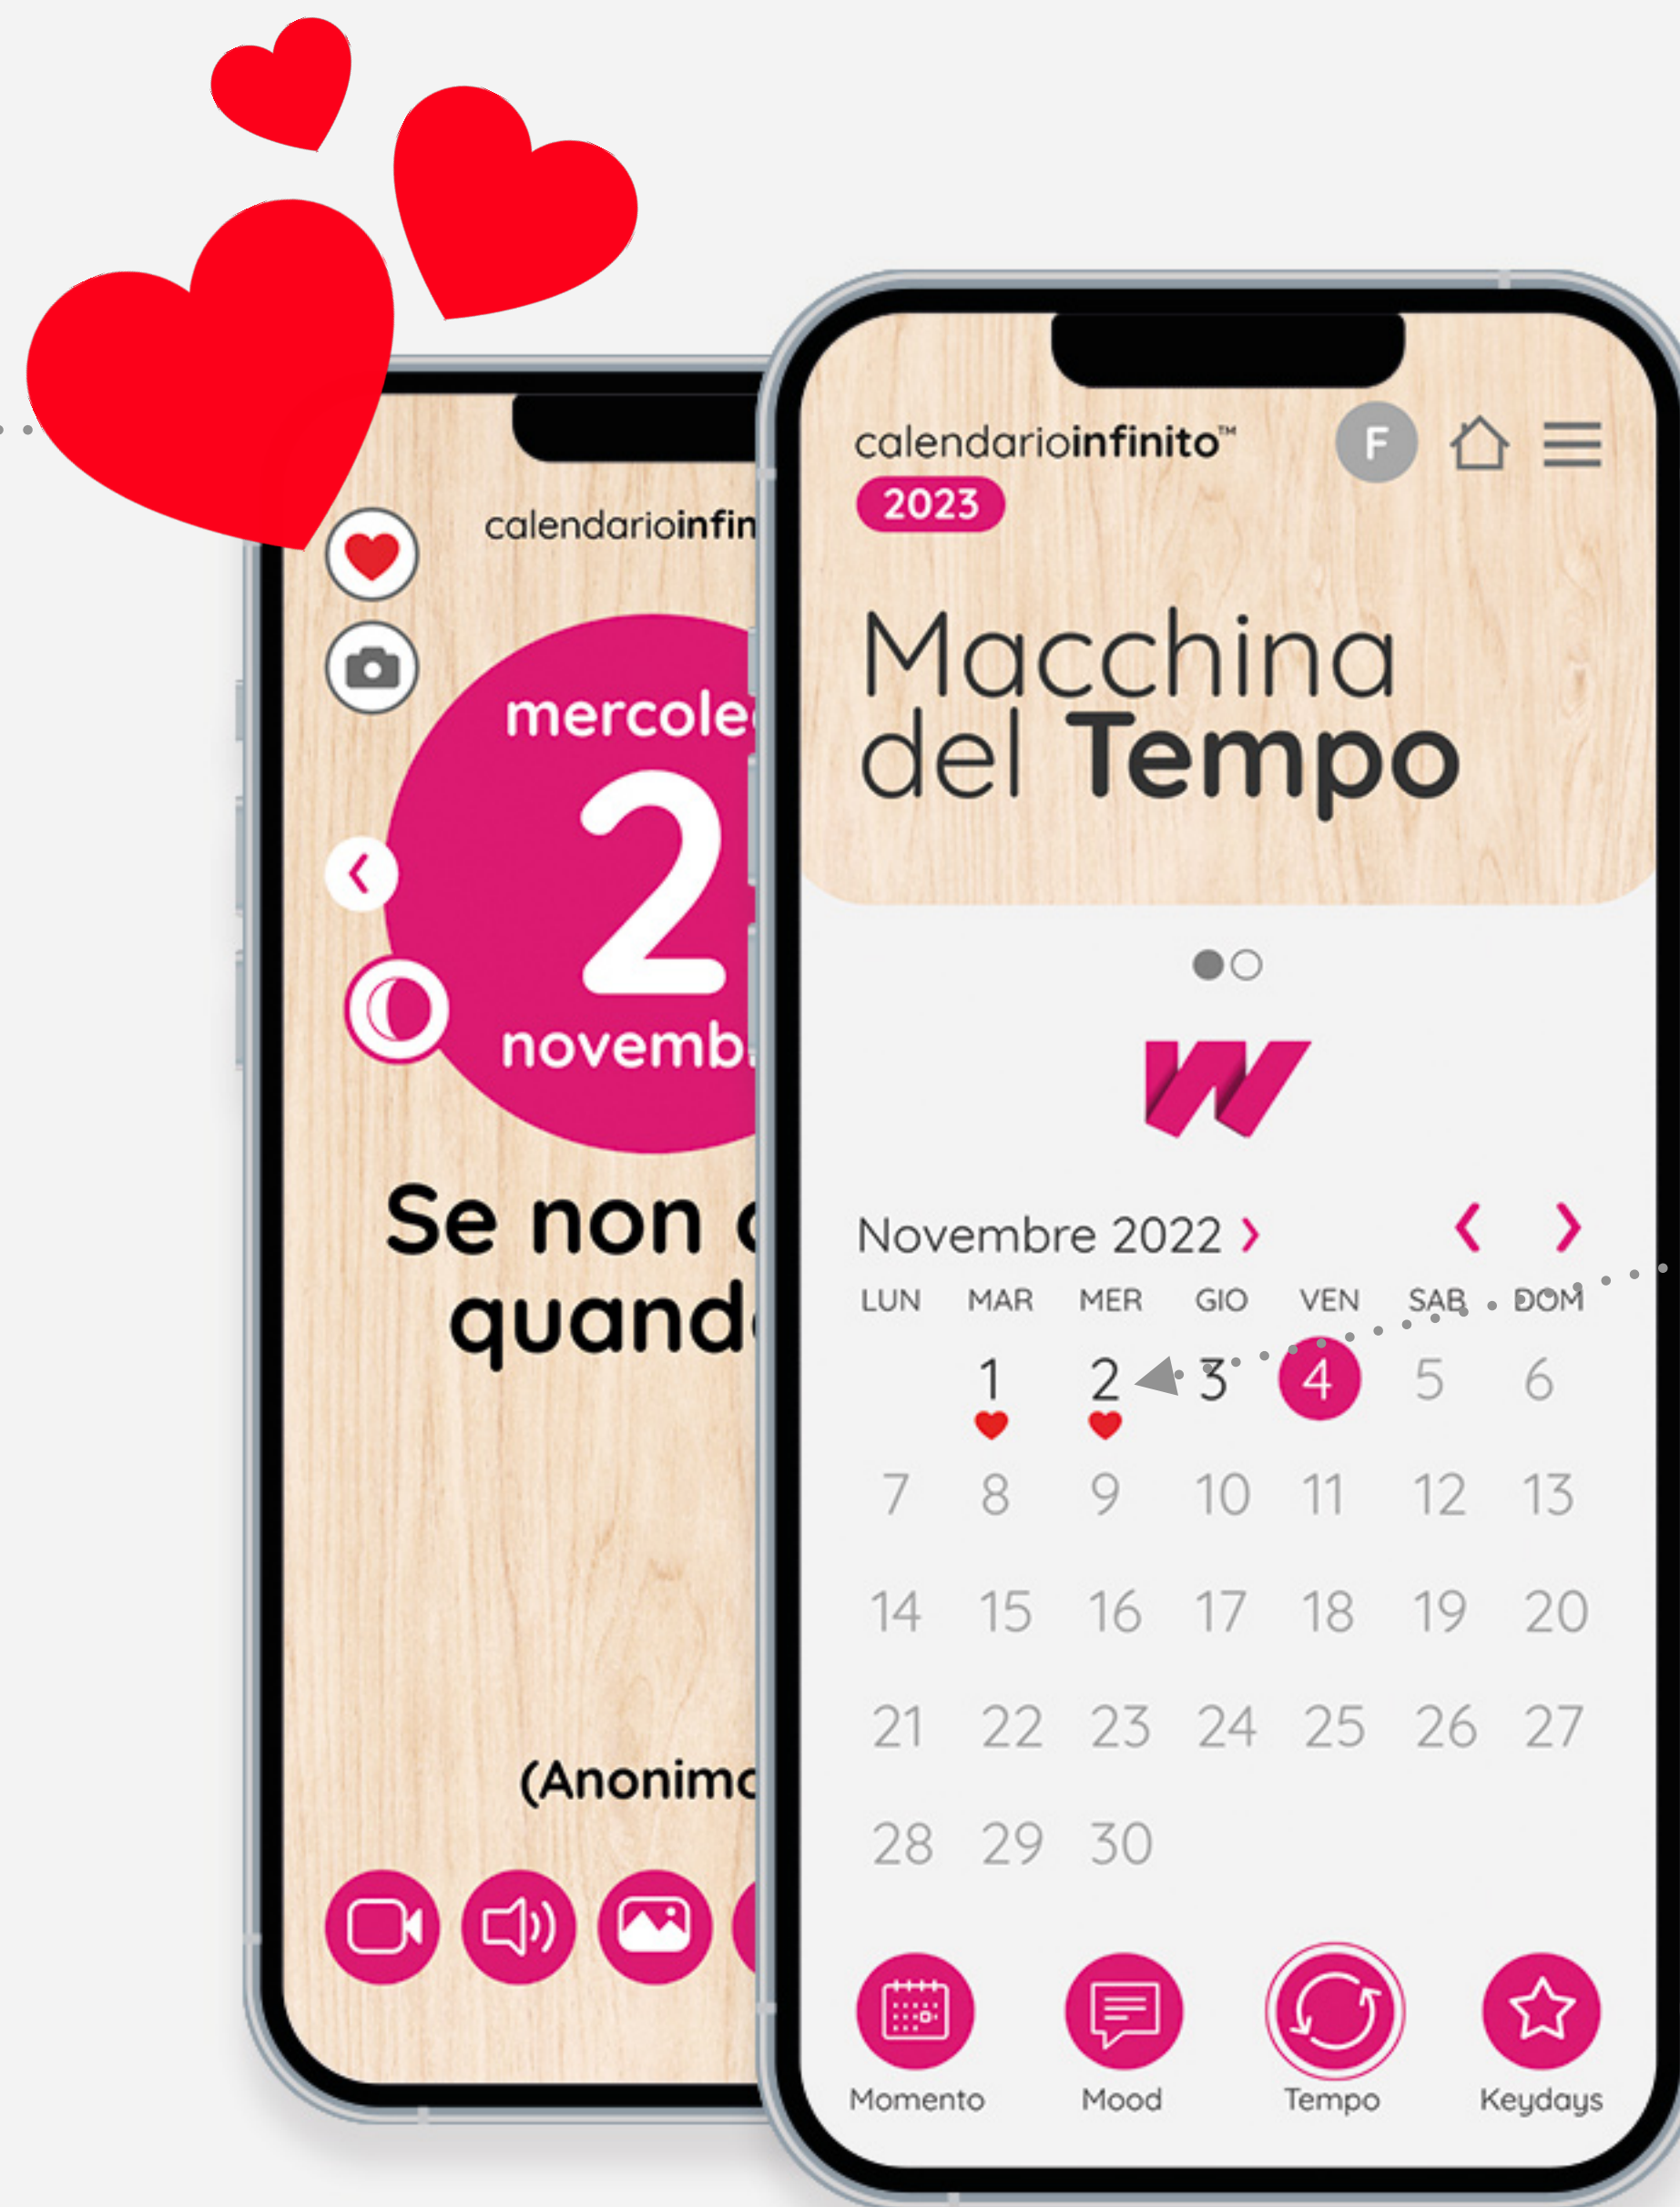 calendarioinfin
mercole
2
novemb
Se non
quand
(Anonimo
calendarioinfinito™
F
2023
Macchina
del Tempo
W
Novembre 2022
LUN MAR MER GIO VEN SAB DOM
1 2 3 4 5 6
7 8 9 10 11 12 13
14 15 16 17 18 19 20
21 22 23 24 25 26 27
28 29 30
Momento Mood Tempo Keydays